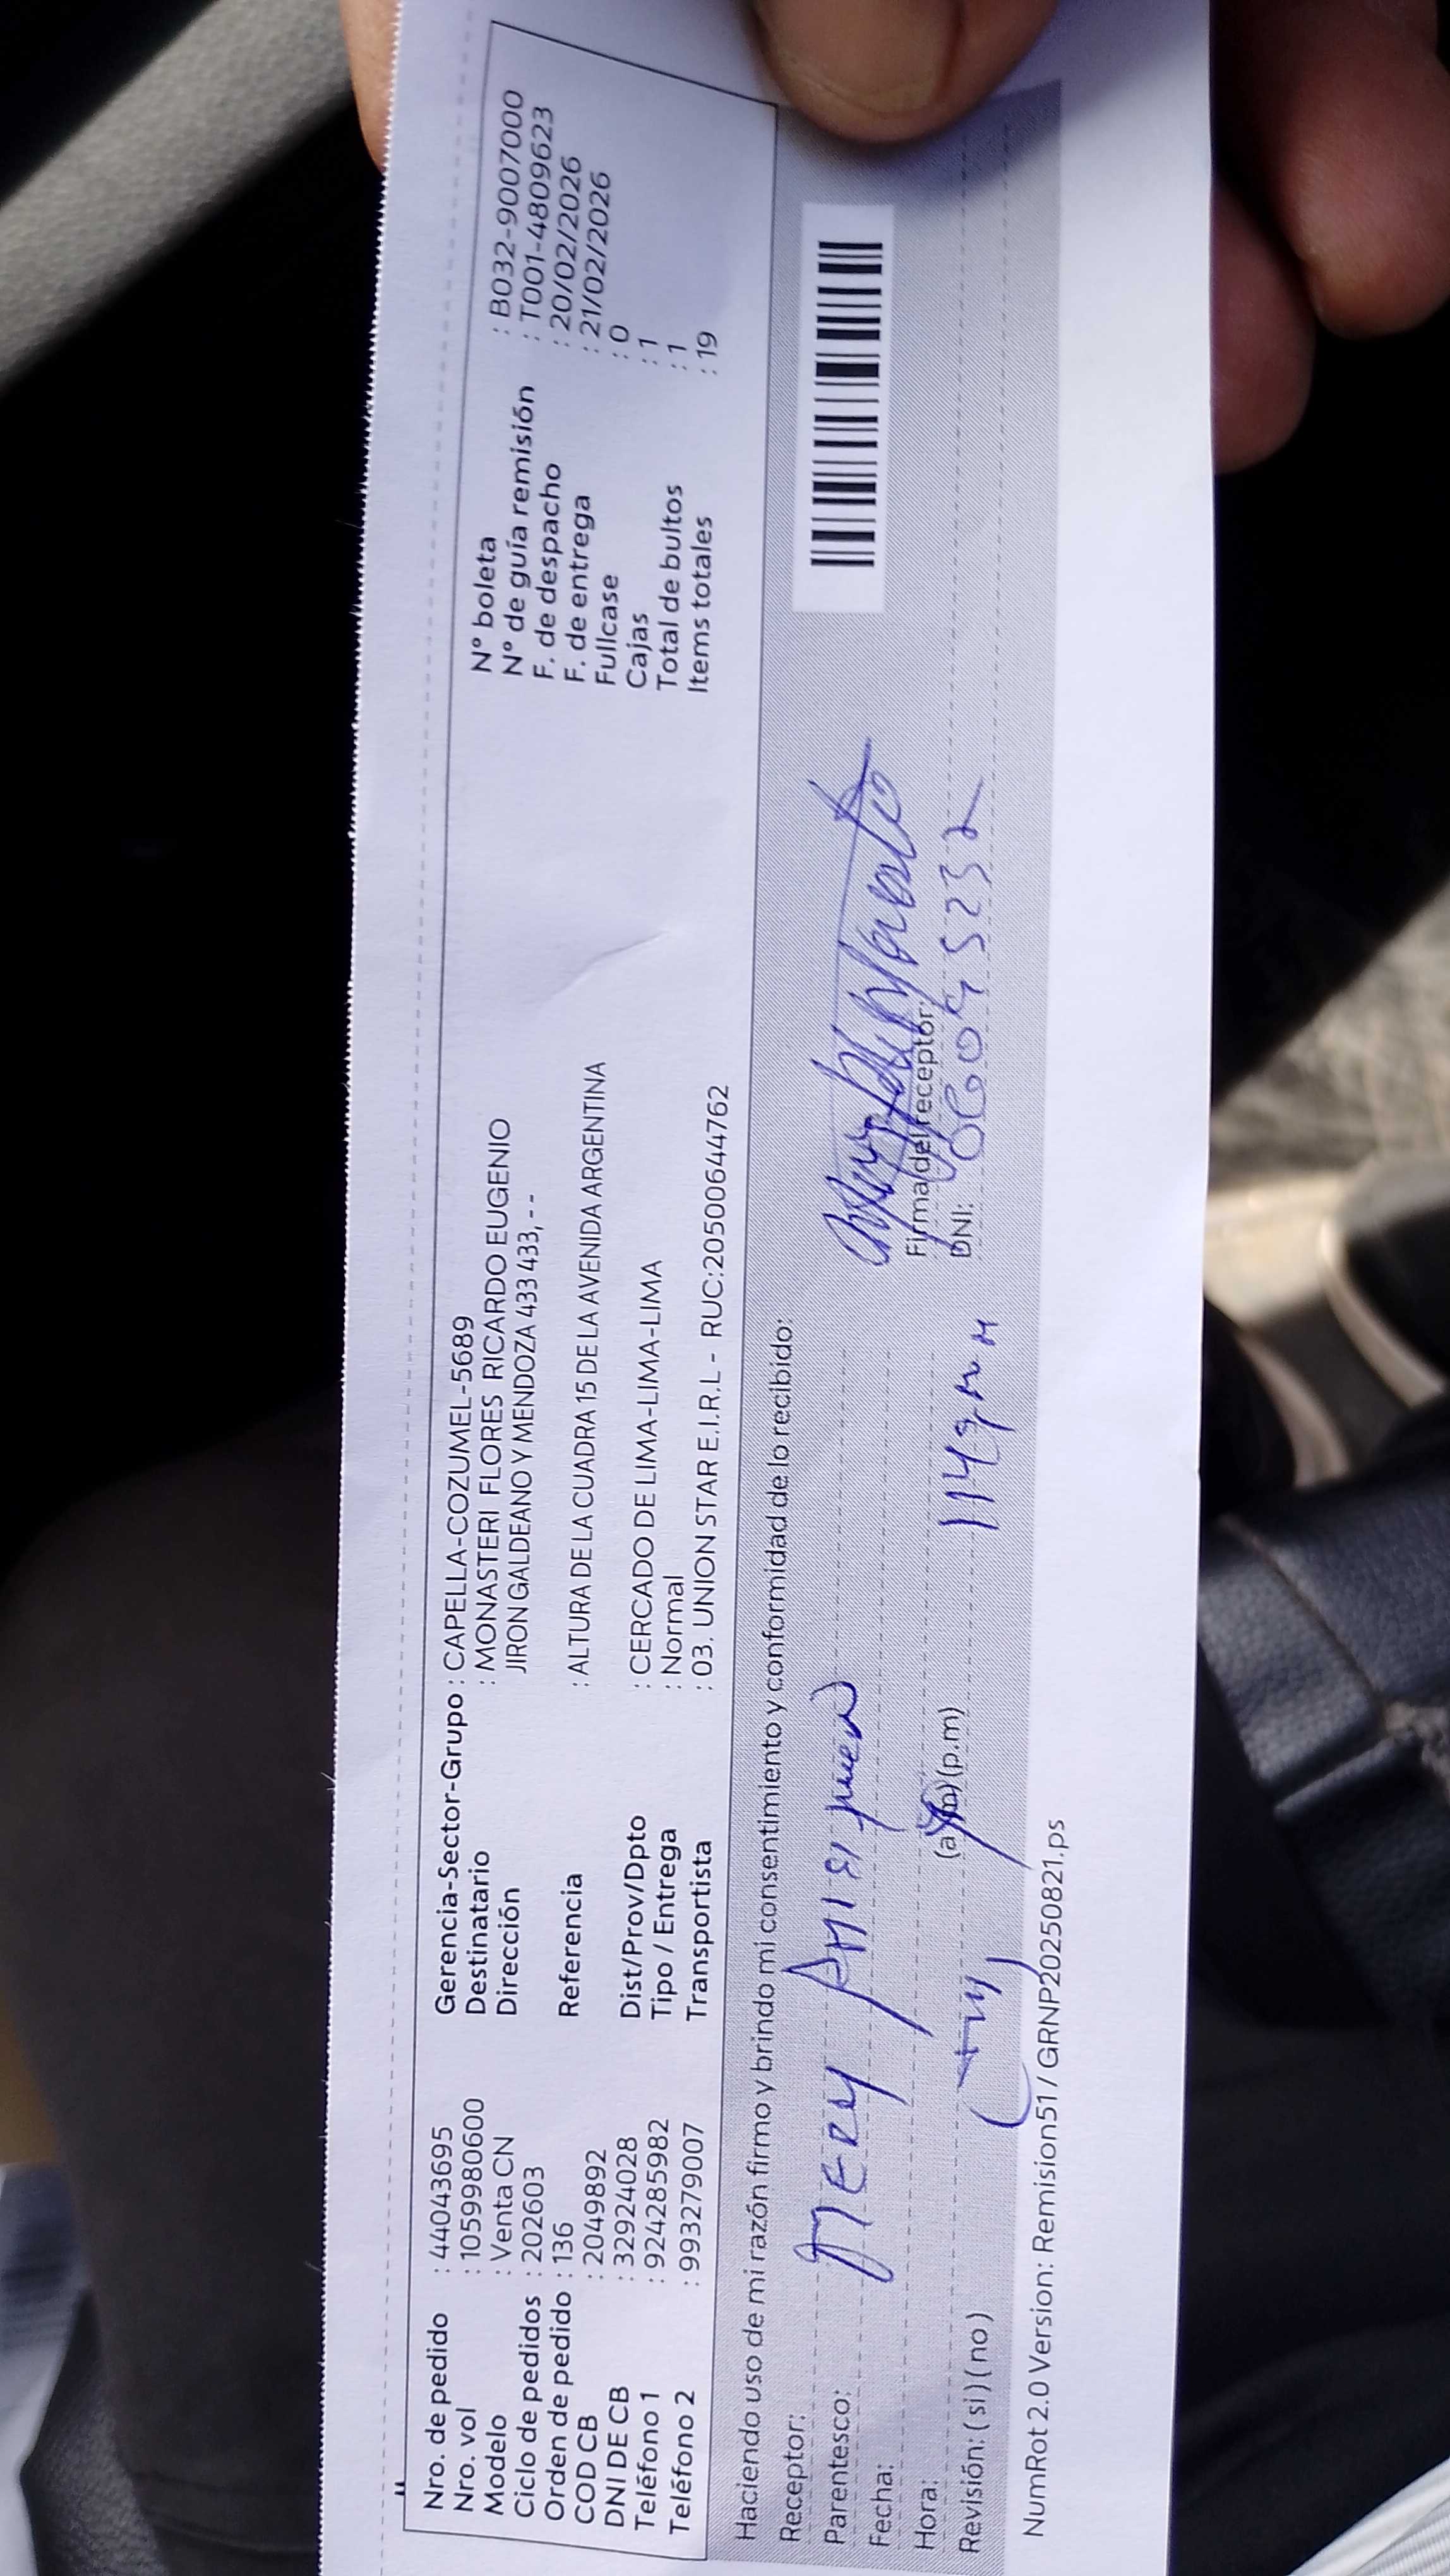 Nro. de pedido : 44043695
Nro. vol : 1059980600
Modelo : Venta CN
Ciclo de pedidos : 202603
Orden de pedido : 136
COD CB : 2049892
DNI DE CB : 32924028
Teléfono 1 : 924285982
Teléfono 2 : 993279007
Gerencia-Sector-Grupo : CAPELLA-COZUMEL-5689
Destinatario : MONASTERI FLORES RICARDO EUGENIO
Dirección JIRON GALDEANO Y MENDOZA 433 433, - -
Referencia : ALTURA DE LA CUADRA 15 DE LA AVENIDA ARGENTINA
Dist/Prov/Dpto : CERCADO DE LIMA-LIMA-LIMA
Tipo / Entrega : Normal
Transportista : 03. UNION STAR E.I.R.L - RUC:20500644762
N° boleta : B032-9007000
N° de guía remisión : T001-4809623
F. de despacho : 20/02/2026
F. de entrega : 21/02/2026
Fullcase : 0
Cajas : 1
Total de bultos : 1
Items totales : 19
Haciendo uso de mi razón firmo y brindo mi consentimiento y conformidad de lo recibido:
Receptor: MERY
Parentesco:
Fecha:
Hora: (a.m)(p.m)
Revisión: ( si ) ( no )
Firma del receptor:
DNI:
NumRot 2.0 Version: Remision51 / GRNP20250821.ps